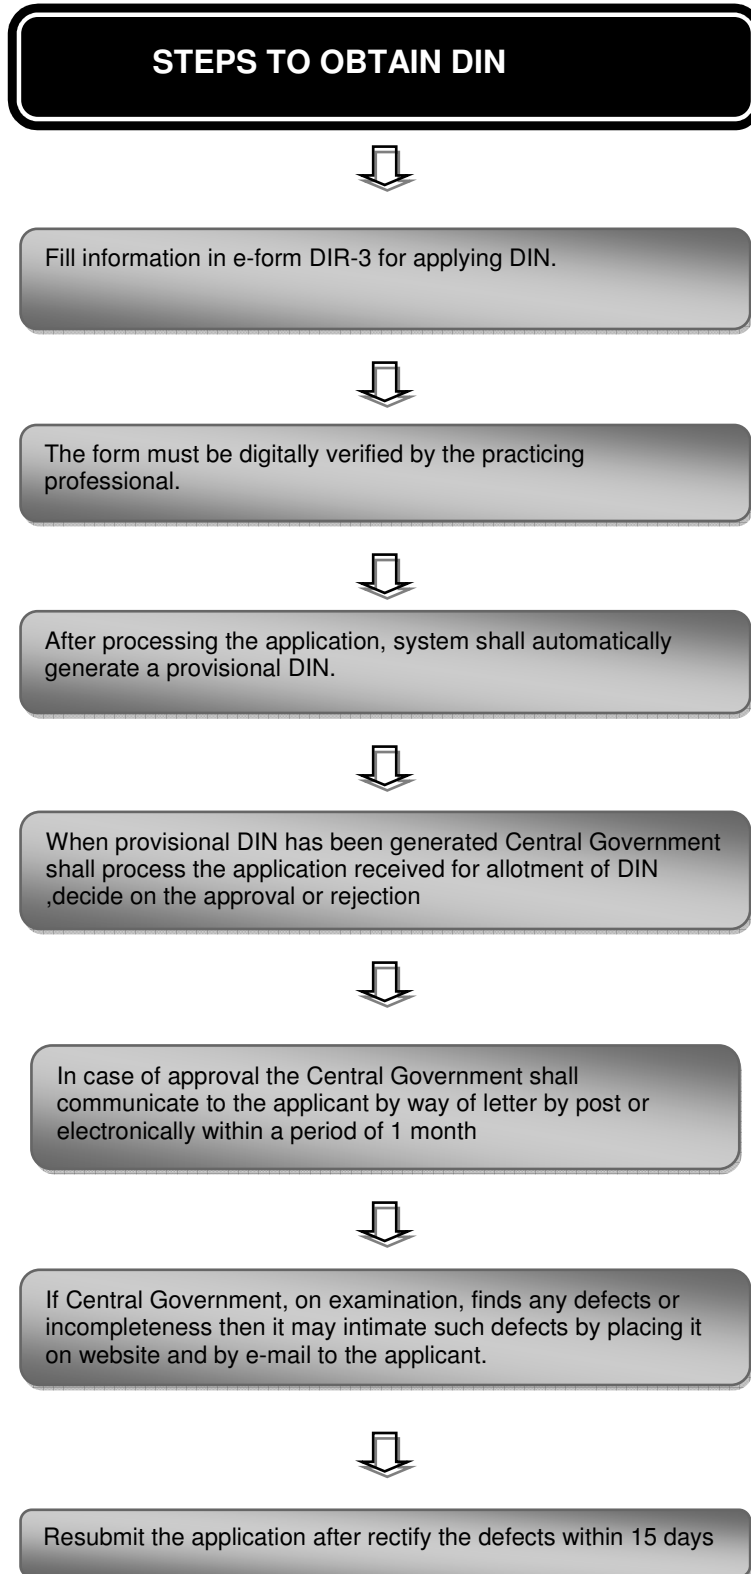 STEPS TO OBTAIN DIN
Fill information in e-form DIR-3 for applying DIN.
The form must be digitally verified by the practicing
professional.
After processing the application, system shall automatically
generate a provisional DIN.
When provisional DIN has been generated Central Government
shall process the application received for allotment of DIN
,decide on the approval or rejection
In case of approval the Central Government shall
communicate to the applicant by way of letter by post or
electronically within a period of 1 month
If Central Government, on examination, finds any defects or
incompleteness then it may intimate such defects by placing it
on website and by e-mail to the applicant.
Resubmit the application after rectify the defects within 15 days